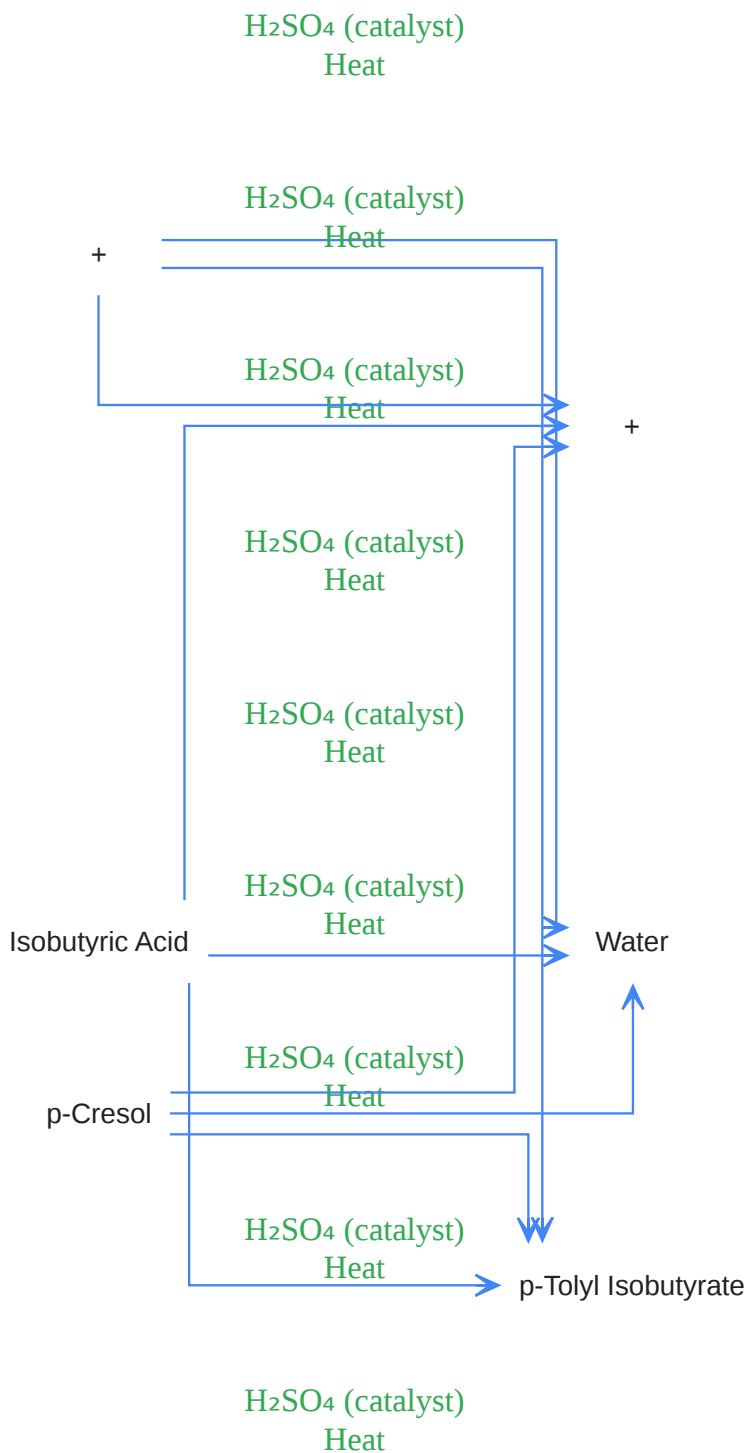 H₂SO₄ (catalyst)
Heat
H₂SO₄ (catalyst)
Heat
+
H₂SO₄ (catalyst)
Heat
+
H₂SO₄ (catalyst)
Heat
H₂SO₄ (catalyst)
Heat
H₂SO₄ (catalyst)
Heat
Isobutyric Acid
Water
H₂SO₄ (catalyst)
Heat
p-Cresol
H₂SO₄ (catalyst)
Heat
p-Tolyl Isobutyrate
H₂SO₄ (catalyst)
Heat